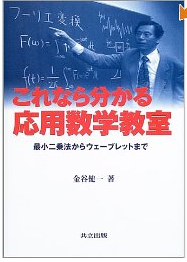 フーリエ変換
これなら分かる
応用数学教室
最小二乗法からウェーブレットまで
金谷健一 著
共立出版